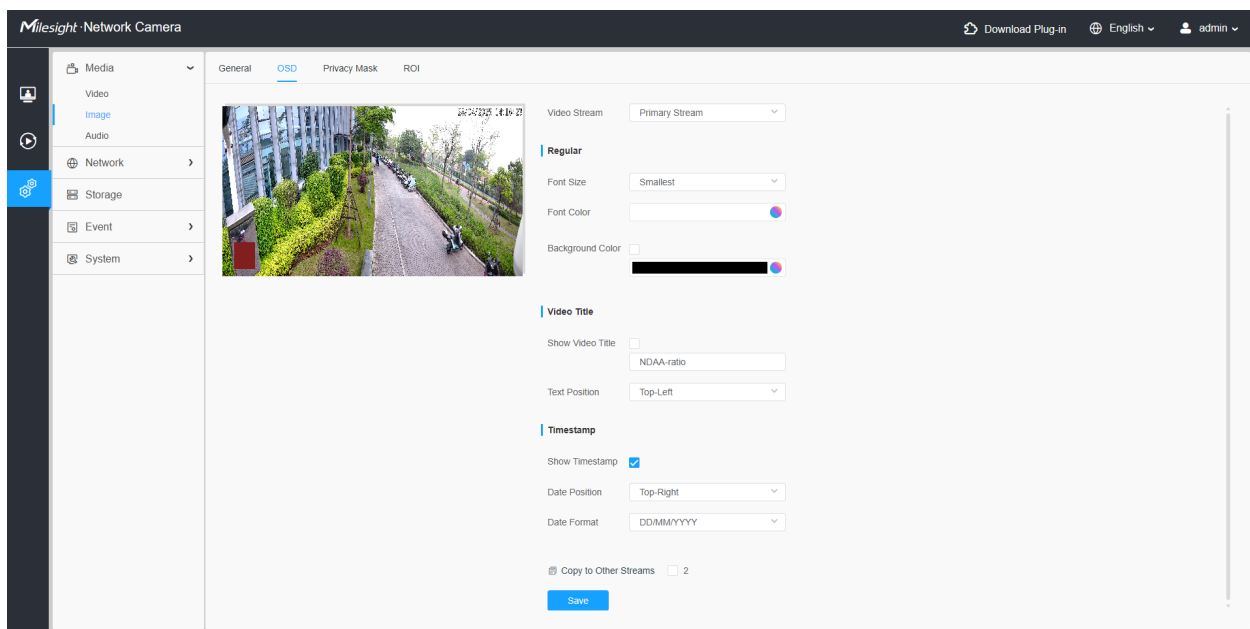 Milesight · Network Camera
Download Plug-in
English
admin
Media
Video
Image
Audio
Network
Storage
Event
System
General OSD Privacy Mask ROI
Video Stream Primary Stream
Regular
Font Size Smallest
Font Color
Background Color
Video Title
Show Video Title
NDAA-ratio
Text Position Top-Left
Timestamp
Show Timestamp
Date Position Top-Right
Date Format DD/MM/YYYY
Copy to Other Streams 2
Save